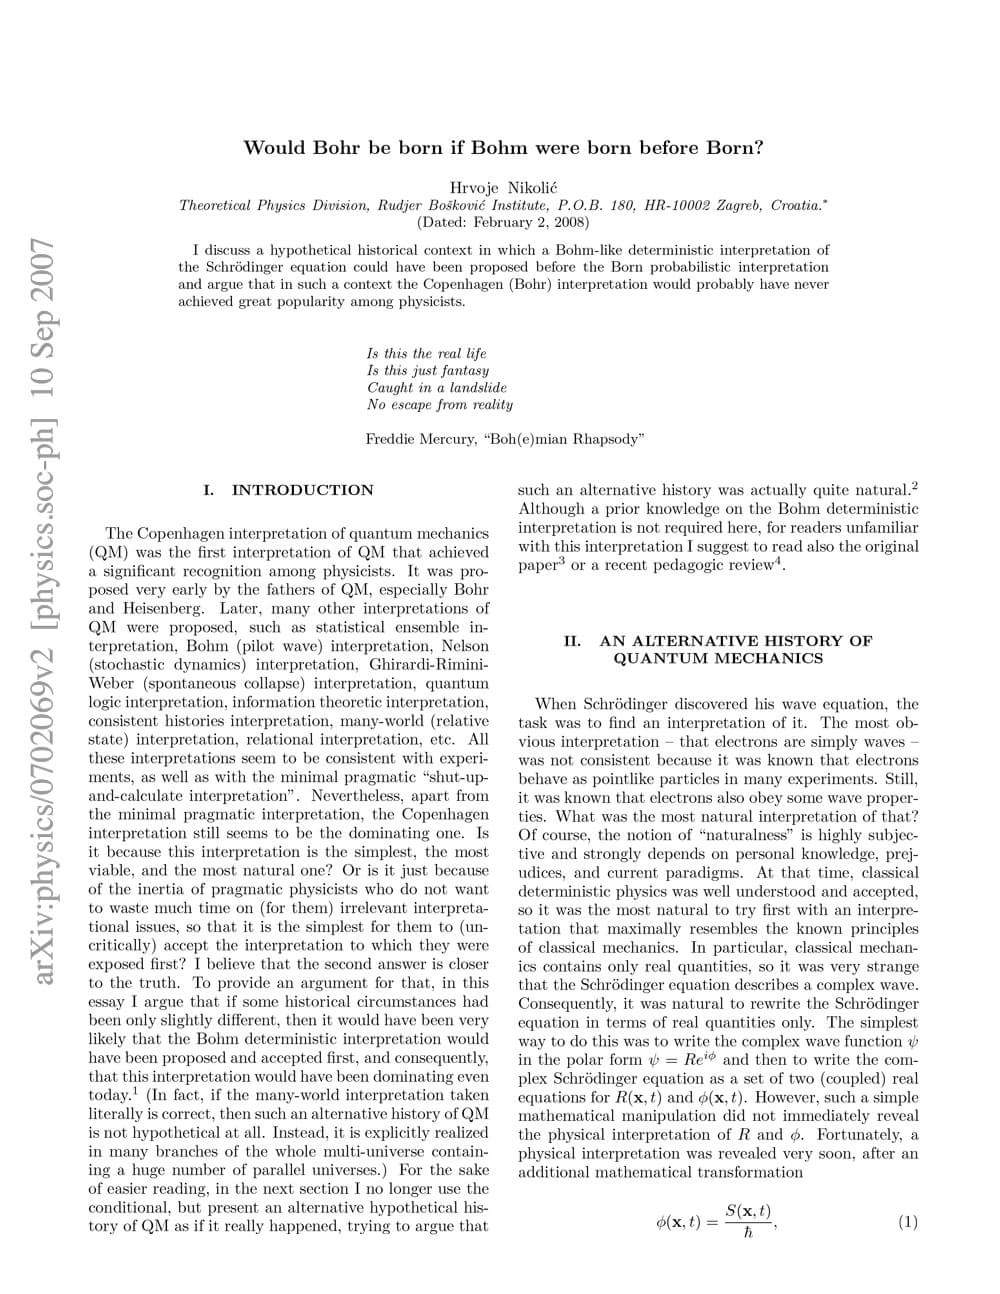 arXiv:physics/0702069v2 [physics.soc-ph] 10 Sep 2007
Would Bohr be born if Bohm were born before Born?
Hrvoje Nikolić
Theoretical Physics Division, Rudjer Bošković Institute, P.O.B. 180, HR-10002 Zagreb, Croatia.*
(Dated: February 2, 2008)
I discuss a hypothetical historical context in which a Bohm-like deterministic interpretation of
the Schrödinger equation could have been proposed before the Born probabilistic interpretation
and argue that in such a context the Copenhagen (Bohr) interpretation would probably have never
achieved great popularity among physicists.
Is this the real life
Is this just fantasy
Caught in a landslide
No escape from reality
Freddie Mercury, “Boh(e)mian Rhapsody”
I. INTRODUCTION
The Copenhagen interpretation of quantum mechanics
(QM) was the first interpretation of QM that achieved
a significant recognition among physicists. It was pro-
posed very early by the fathers of QM, especially Bohr
and Heisenberg. Later, many other interpretations of
QM were proposed, such as statistical ensemble in-
terpretation, Bohm (pilot wave) interpretation, Nelson
(stochastic dynamics) interpretation, Ghirardi-Rimini-
Weber (spontaneous collapse) interpretation, quantum
logic interpretation, information theoretic interpretation,
consistent histories interpretation, many-world (relative
state) interpretation, relational interpretation, etc. All
these interpretations seem to be consistent with experi-
ments, as well as with the minimal pragmatic “shut-up-
and-calculate interpretation”. Nevertheless, apart from
the minimal pragmatic interpretation, the Copenhagen
interpretation still seems to be the dominating one. Is
it because this interpretation is the simplest, the most
viable, and the most natural one? Or is it just because
of the inertia of pragmatic physicists who do not want
to waste much time on (for them) irrelevant interpreta-
tional issues, so that it is the simplest for them to (un-
critically) accept the interpretation to which they were
exposed first? I believe that the second answer is closer
to the truth. To provide an argument for that, in this
essay I argue that if some historical circumstances had
been only slightly different, then it would have been very
likely that the Bohm deterministic interpretation would
have been proposed and accepted first, and consequently,
that this interpretation would have been dominating even
today.1 (In fact, if the many-world interpretation taken
literally is correct, then such an alternative history of QM
is not hypothetical at all. Instead, it is explicitly realized
in many branches of the whole multi-universe contain-
ing a huge number of parallel universes.) For the sake
of easier reading, in the next section I no longer use the
conditional, but present an alternative hypothetical his-
tory of QM as if it really happened, trying to argue that
such an alternative history was actually quite natural.2
Although a prior knowledge on the Bohm deterministic
interpretation is not required here, for readers unfamiliar
with this interpretation I suggest to read also the original
paper3 or a recent pedagogic review4.
II. AN ALTERNATIVE HISTORY OF
QUANTUM MECHANICS
When Schrödinger discovered his wave equation, the
task was to find an interpretation of it. The most ob-
vious interpretation – that electrons are simply waves –
was not consistent because it was known that electrons
behave as pointlike particles in many experiments. Still,
it was known that electrons also obey some wave proper-
ties. What was the most natural interpretation of that?
Of course, the notion of “naturalness” is highly subjec-
tive and strongly depends on personal knowledge, prej-
udices, and current paradigms. At that time, classical
deterministic physics was well understood and accepted,
so it was the most natural to try first with an interpre-
tation that maximally resembles the known principles
of classical mechanics. In particular, classical mechan-
ics contains only real quantities, so it was very strange
that the Schrödinger equation describes a complex wave.
Consequently, it was natural to rewrite the Schrödinger
equation in terms of real quantities only. The simplest
way to do this was to write the complex wave function ψ
in the polar form ψ = Re^{iφ} and then to write the com-
plex Schrödinger equation as a set of two (coupled) real
equations for R(x, t) and φ(x, t). However, such a simple
mathematical manipulation did not immediately reveal
the physical interpretation of R and φ. Fortunately, a
physical interpretation was revealed very soon, after an
additional mathematical transformation
φ(x, t) = S(x, t)/ħ, (1)